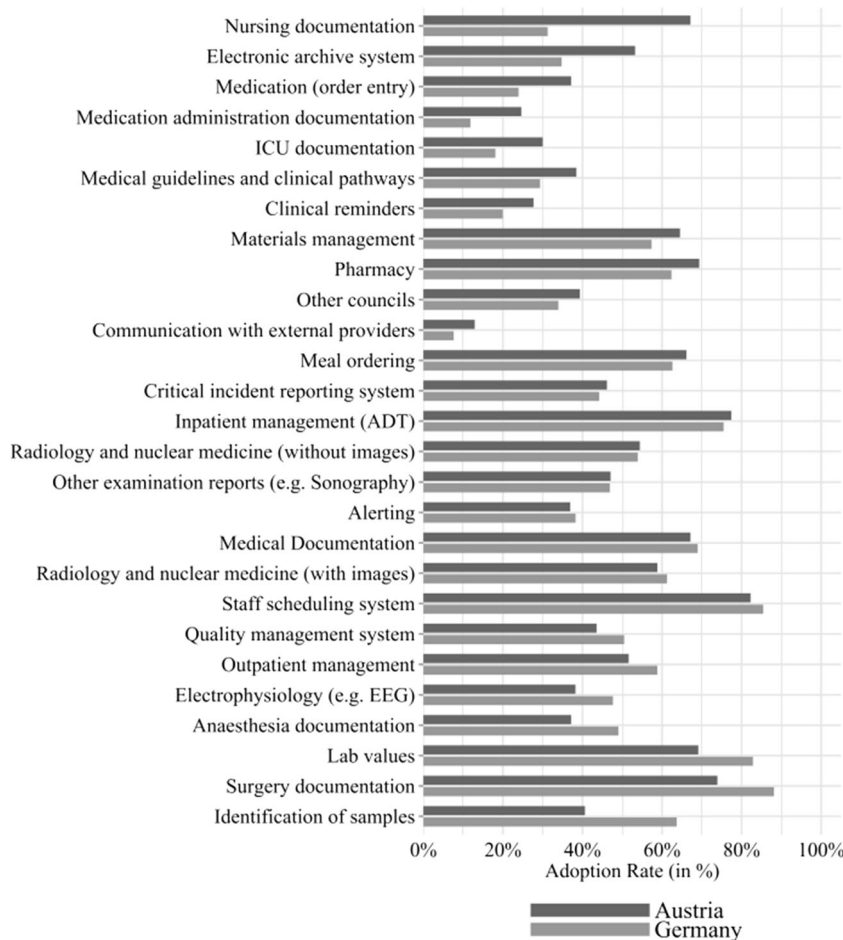 Nursing documentation
Electronic archive system
Medication (order entry)
Medication administration documentation
ICU documentation
Medical guidelines and clinical pathways
Clinical reminders
Materials management
Pharmacy
Other councils
Communication with external providers
Meal ordering
Critical incident reporting system
Inpatient management (ADT)
Radiology and nuclear medicine (without images)
Other examination reports (e.g. Sonography)
Alerting
Medical Documentation
Radiology and nuclear medicine (with images)
Staff scheduling system
Quality management system
Outpatient management
Electrophysiology (e.g. EEG)
Anaesthesia documentation
Lab values
Surgery documentation
Identification of samples
0% 20% 40% 60% 80% 100%
Adoption Rate (in %)
Austria
Germany